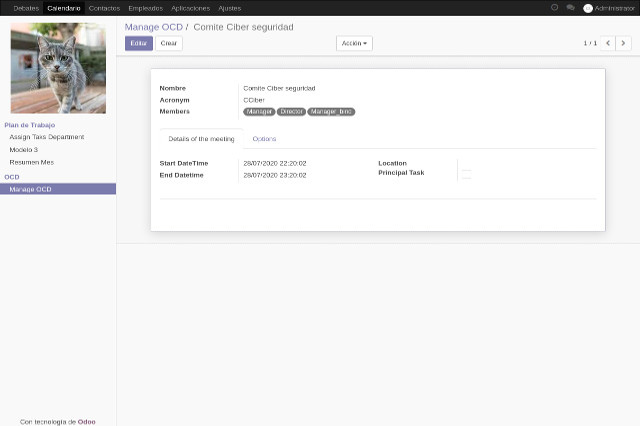 Debates Calendario Contactos Empleados Aplicaciones Ajustes Administrator
Manage OCD / Comite Ciber seguridad
Editar Crear Acción 1 / 1
Plan de Trabajo
Assign Taks Department
Modelo 3
Resumen Mes
OCD
Manage OCD
Nombre Comite Ciber seguridad
Acronym CCiber
Members Manager Director Manager_bind
Details of the meeting Options
Start DateTime 28/07/2020 22:20:02 Location
End Datetime 28/07/2020 23:20:02 Principal Task
Con tecnología de Odoo